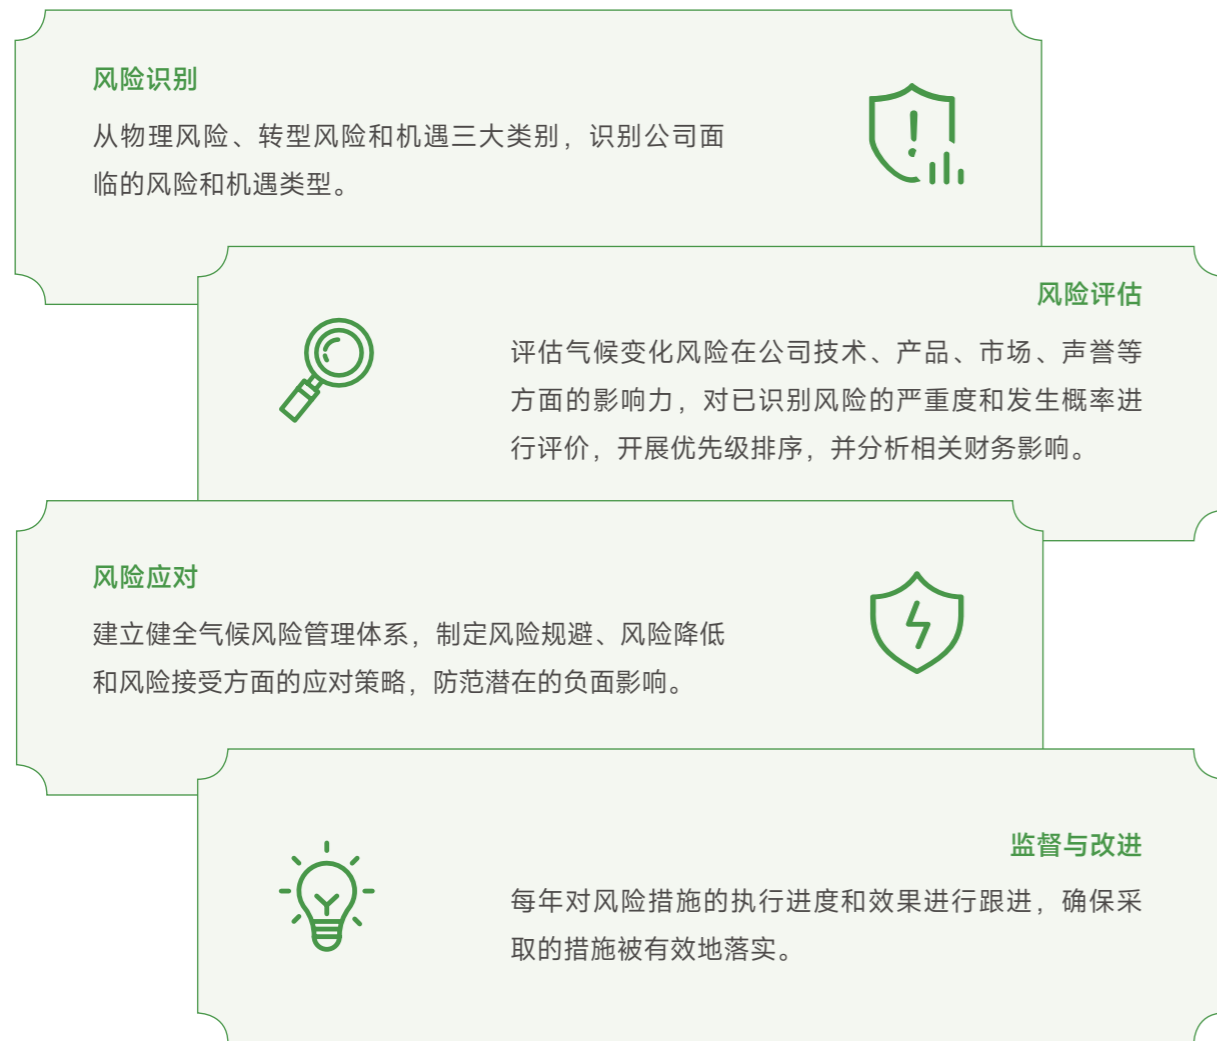 风险识别
从物理风险、转型风险和机遇三大类别，识别公司面
临的风险和机遇类型。
风险评估
评估气候变化风险在公司技术、产品、市场、声誉等
方面的影响力，对已识别风险的严重度和发生概率进
行评价，开展优先级排序，并分析相关财务影响。
风险应对
建立健全气候风险管理体系，制定风险规避、风险降低
和风险接受方面的应对策略，防范潜在的负面影响。
监督与改进
每年对风险措施的执行进度和效果进行跟进，确保采
取的措施被有效地落实。